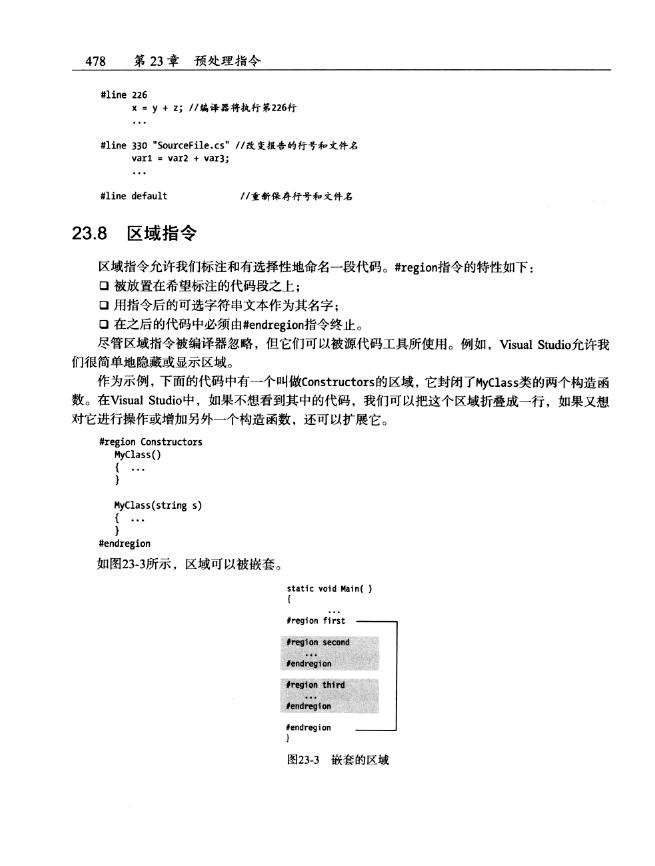 478 第 23 章 预处理指令
#line 226
x = y + z; //编译器将执行第226行
...
#line 330 "SourceFile.cs" //改变报告的行号和文件名
var1 = var2 + var3;
...
#line default //重新保存行号和文件名
23.8 区域指令
区域指令允许我们标注和有选择性地命名一段代码。#region指令的特性如下：
❑ 被放置在希望标注的代码段之上；
❑ 用指令后的可选字符串文本作为其名字；
❑ 在之后的代码中必须由#endregion指令终止。
尽管区域指令被编译器忽略，但它们可以被源代码工具所使用。例如，Visual Studio允许我
们很简单地隐藏或显示区域。
作为示例，下面的代码中有一个叫做Constructors的区域，它封闭了MyClass类的两个构造函
数。在Visual Studio中，如果不想看到其中的代码，我们可以把这个区域折叠成一行，如果又想
对它进行操作或增加另外一个构造函数，还可以扩展它。
#region Constructors
MyClass()
{ ...
}
MyClass(string s)
{ ...
}
#endregion
如图23-3所示，区域可以被嵌套。
static void Main( )
{
...
#region first
#region second
...
#endregion
#region third
...
#endregion
#endregion
}
图23-3 嵌套的区域